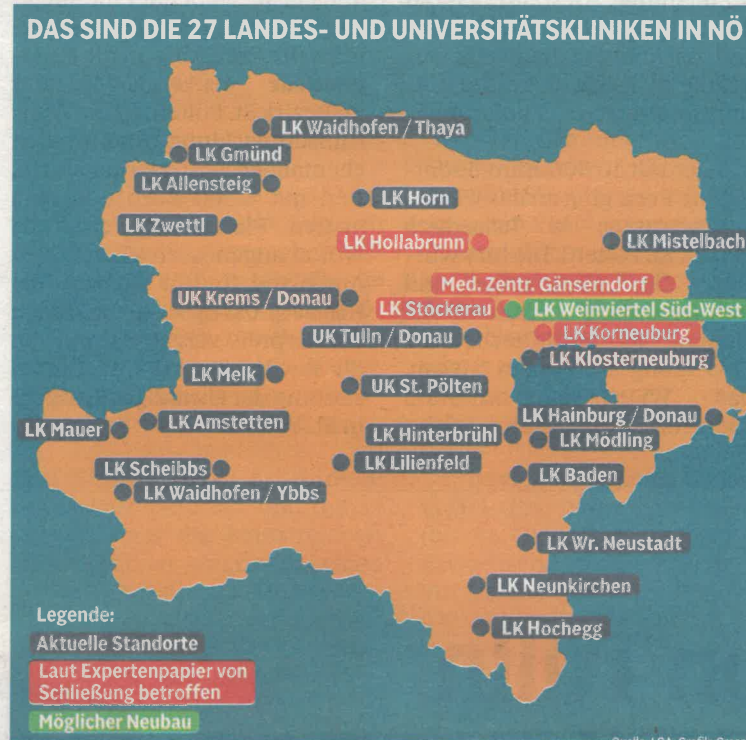 DAS SIND DIE 27 LANDES- UND UNIVERSITÄTSKLINIKEN IN NÖ
LK Waidhofen / Thaya
LK Gmünd
LK Allensteig
LK Horn
LK Zwettl
LK Hollabrunn
LK Mistelbach
Med. Zentr. Gänserndorf
UK Krems / Donau
LK Stockerau
LK Weinviertel Süd-West
LK Korneuburg
UK Tulln / Donau
LK Klosterneuburg
LK Melk
UK St. Pölten
LK Hainburg / Donau
LK Amstetten
LK Mauer
LK Hinterbrühl
LK Mödling
LK Lilienfeld
LK Scheibbs
LK Baden
LK Waidhofen / Ybbs
LK Wr. Neustadt
LK Neunkirchen
LK Hochegg
Legende:
Aktuelle Standorte
Laut Expertenpapier von
Schließung betroffen
Möglicher Neubau